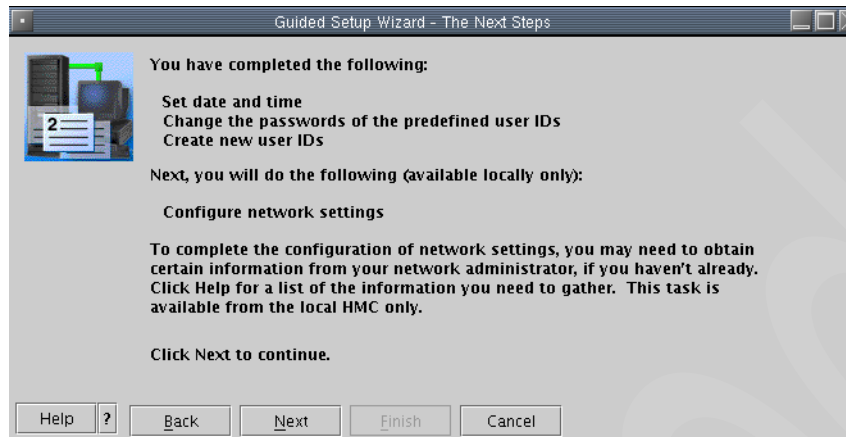 Guided Setup Wizard - The Next Steps
You have completed the following:
Set date and time
Change the passwords of the predefined user IDs
Create new user IDs
2
Next, you will do the following (available locally only):
Configure network settings
To complete the configuration of network settings, you may need to obtain
certain information from your network administrator, if you haven't already.
Click Help for a list of the information you need to gather. This task is
available from the local HMC only.
Click Next to continue.
Help ? Back Next Finish Cancel